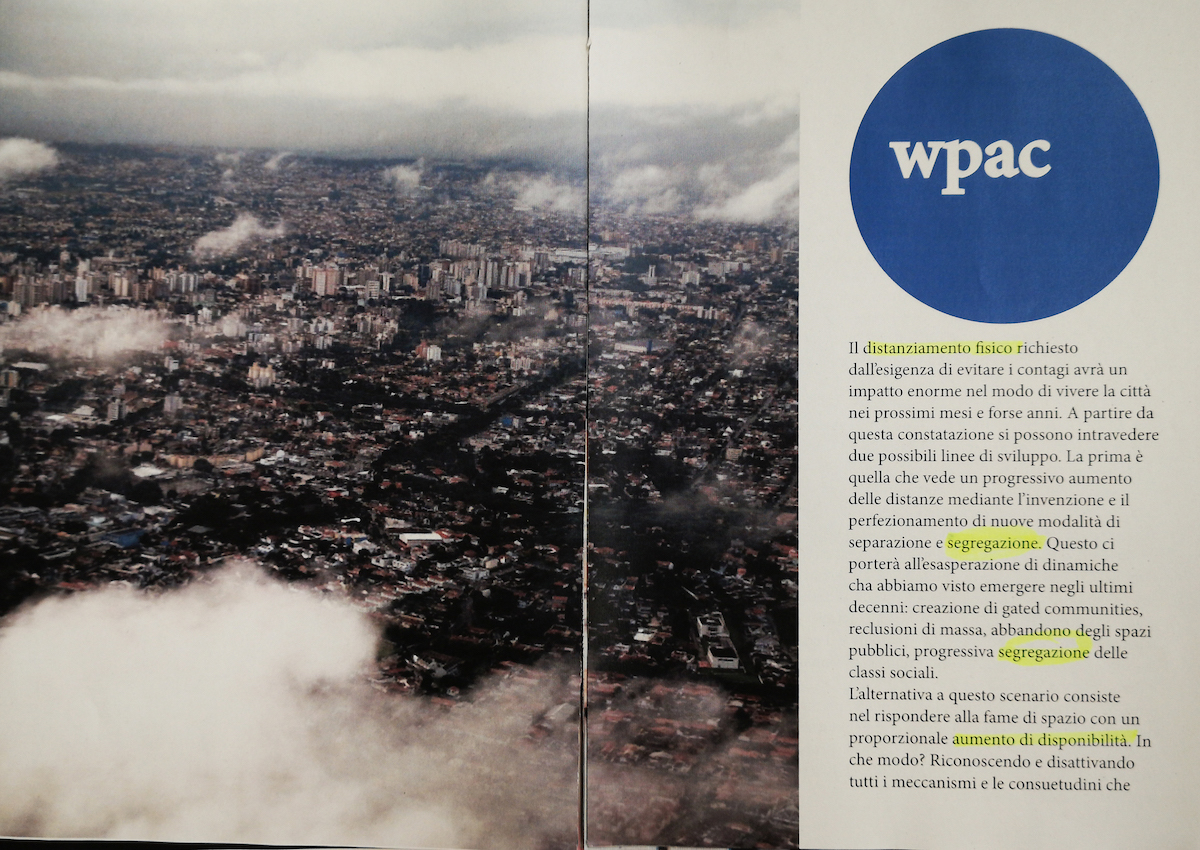 wpac
Il distanziamento fisico richiesto
dall'esigenza di evitare i contagi avrà un
impatto enorme nel modo di vivere la città
nei prossimi mesi e forse anni. A partire da
questa constatazione si possono intravedere
due possibili linee di sviluppo. La prima è
quella che vede un progressivo aumento
delle distanze mediante l'invenzione e il
perfezionamento di nuove modalità di
separazione e segregazione. Questo ci
porterà all'esasperazione di dinamiche
cha abbiamo visto emergere negli ultimi
decenni: creazione di gated communities,
reclusioni di massa, abbandono degli spazi
pubblici, progressiva segregazione delle
classi sociali.
L'alternativa a questo scenario consiste
nel rispondere alla fame di spazio con un
proporzionale aumento di disponibilità. In
che modo? Riconoscendo e disattivando
tutti i meccanismi e le consuetudini che